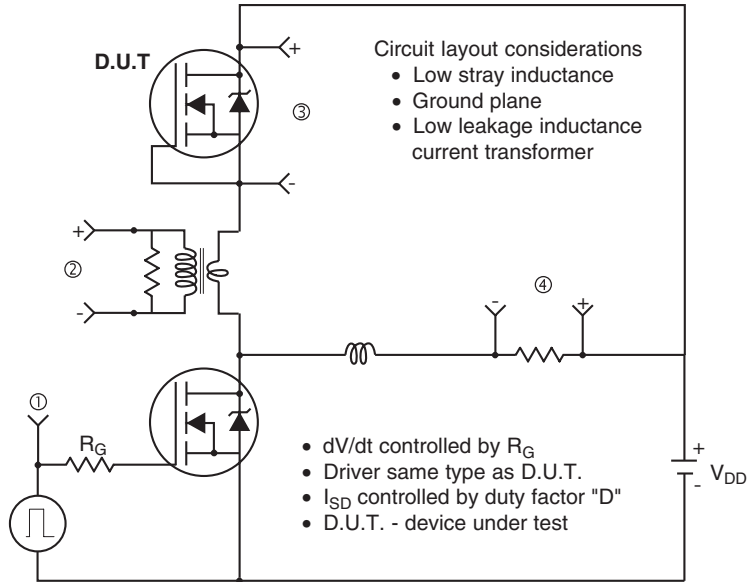 D.U.T
+
③
-
Circuit layout considerations
• Low stray inductance
• Ground plane
• Low leakage inductance
current transformer
+
②
-
- ④ +
①
R_G
• dV/dt controlled by R_G
• Driver same type as D.U.T.
• I_SD controlled by duty factor "D"
• D.U.T. - device under test
+
V_DD
-